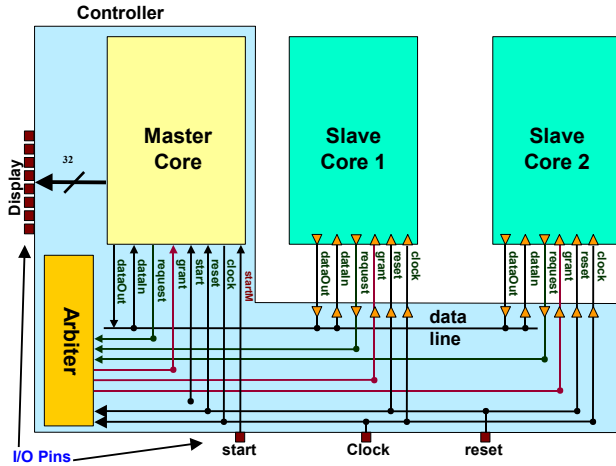 Controller
Master
Core
Slave
Core 1
Slave
Core 2
32
Display
dataOut
dataIn
request
grant
start
reset
clock
startM
dataOut
dataIn
request
grant
reset
clock
dataOut
dataIn
request
grant
reset
clock
Arbiter
data
line
I/O Pins
start
Clock
reset